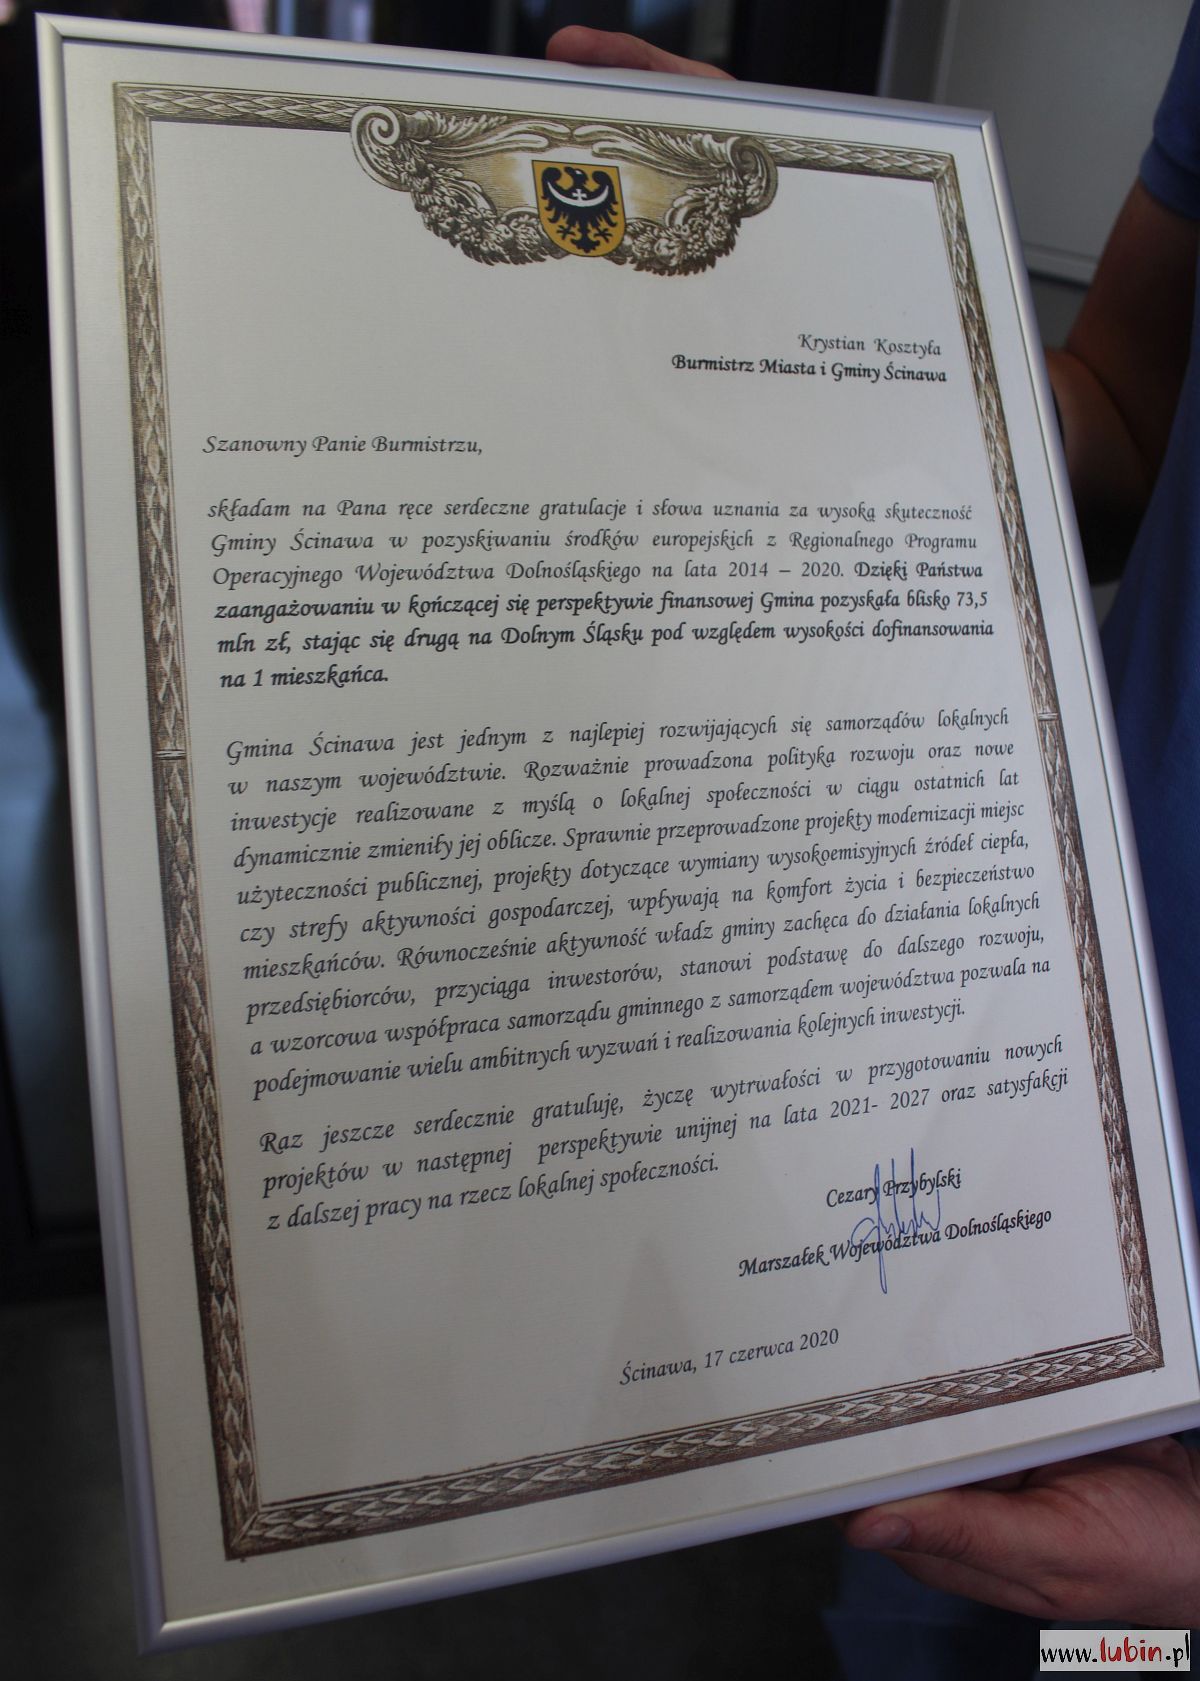 Krystian Kosztyła
Burmistrz Miasta i Gminy Ścinawa
Szanowny Panie Burmistrzu,
składam na Pana ręce serdeczne gratulacje i słowa uznania za wysoką skuteczność
Gminy Ścinawa w pozyskiwaniu środków europejskich z Regionalnego Programu
Operacyjnego Województwa Dolnośląskiego na lata 2014 – 2020. Dzięki Państwa
zaangażowaniu w kończącej się perspektywie finansowej Gmina pozyskała blisko 73,5
mln zł, stając się drugą na Dolnym Śląsku pod względem wysokości dofinansowania
na 1 mieszkańca.
Gmina Ścinawa jest jednym z najlepiej rozwijających się samorządów lokalnych
w naszym województwie. Rozważnie prowadzona polityka rozwoju oraz nowe
inwestycje realizowane z myślą o lokalnej społeczności w ciągu ostatnich lat
dynamicznie zmieniły jej oblicze. Sprawnie przeprowadzone projekty modernizacji miejsc
użyteczności publicznej, projekty dotyczące wymiany wysokoemisyjnych źródeł ciepła,
czy strefy aktywności gospodarczej, wpływają na komfort życia i bezpieczeństwo
mieszkańców. Równocześnie aktywność władz gminy zachęca do działania lokalnych
przedsiębiorców, przyciąga inwestorów, stanowi podstawę do dalszego rozwoju,
a wzorcowa współpraca samorządu gminnego z samorządem województwa pozwala na
podejmowanie wielu ambitnych wyzwań i realizowania kolejnych inwestycji.
Raz jeszcze serdecznie gratuluję, życzę wytrwałości w przygotowaniu nowych
projektów w następnej perspektywie unijnej na lata 2021- 2027 oraz satysfakcji
z dalszej pracy na rzecz lokalnej społeczności.
Cezary Przybylski
Marszałek Województwa Dolnośląskiego
Ścinawa, 17 czerwca 2020
www.lubin.pl